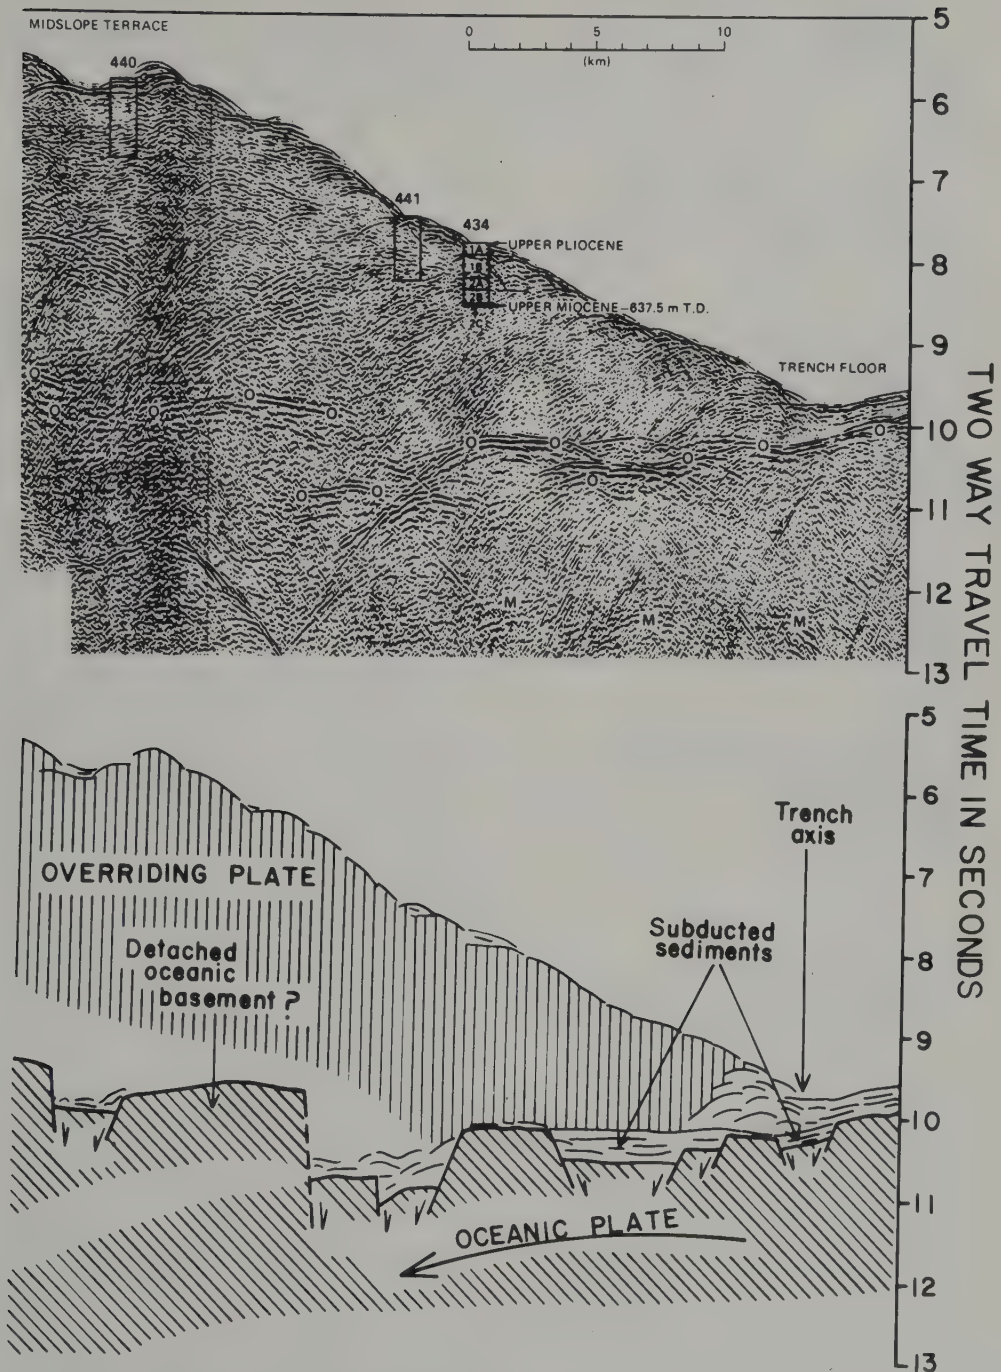 MIDSLOPE TERRACE
0 5 10
(km)
440
441
434
1A
1B
2A
2B
UPPER PLIOCENE
UPPER MIOCENE-637.5 m T.D.
TRENCH FLOOR
O O O O
O O
O O O O O O
M M M
5
6
7
8
9
10
11
12
13
TWO WAY TRAVEL TIME IN SECONDS
OVERRIDING PLATE
Detached
oceanic
basement?
Subducted
sediments
Trench
axis
OCEANIC PLATE
5
6
7
8
9
10
11
12
13